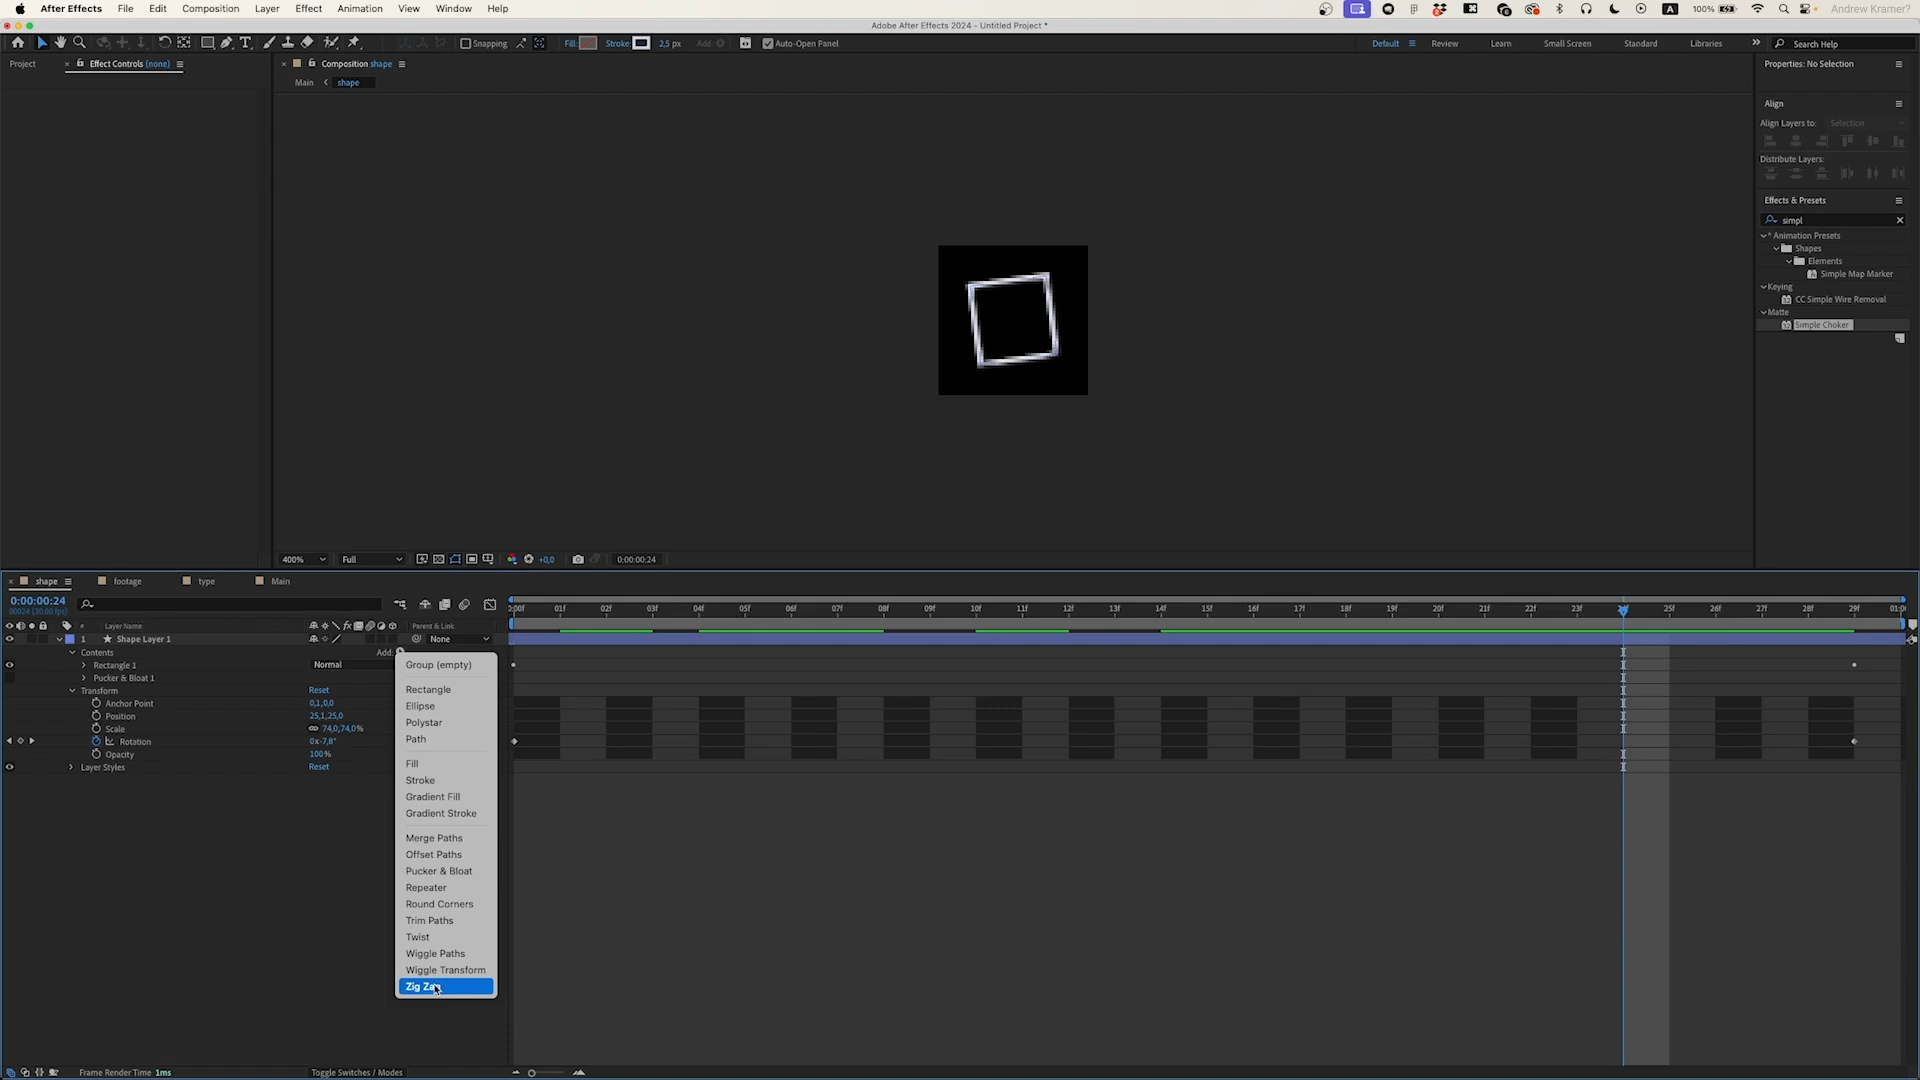 After Effects File Edit Composition Layer Effect Animation View Window Help 100% Andrew Kramer?
Adobe After Effects 2024 - Untitled Project *
Snapping Fill: Stroke: 2,5 px Add: Auto-Open Panel Default Review Learn Small Screen Standard Libraries Search Help
Project Effect Controls (none) Composition shape Properties: No Selection
Main shape
Align
Align Layers to: Selection
Distribute Layers:
Effects & Presets
simpl
* Animation Presets
Shapes
Elements
Simple Map Marker
Keying
CC Simple Wire Removal
Matte
Simple Choker
400% Full +0,0 0:00:00:24
shape footage type Main
0:00:00:24
00024 (30.00 fps)
01f 02f 03f 04f 05f 06f 07f 08f 09f 10f 11f 12f 13f 14f 15f 16f 17f 18f 19f 20f 21f 22f 23f 25f 26f 27f 28f 29f
# Layer Name Parent & Link
1 Shape Layer 1 None
Contents Add:
Rectangle 1 Normal
Pucker & Bloat 1
Transform Reset
Anchor Point 0,1,0,0
Position 25,1,25,0
Scale 74,0,74,0%
Rotation 0x-7,8°
Opacity 100%
Layer Styles Reset
Group (empty)
Rectangle
Ellipse
Polystar
Path
Fill
Stroke
Gradient Fill
Gradient Stroke
Merge Paths
Offset Paths
Pucker & Bloat
Repeater
Round Corners
Trim Paths
Twist
Wiggle Paths
Wiggle Transform
Zig Zag
Frame Render Time 1ms Toggle Switches / Modes